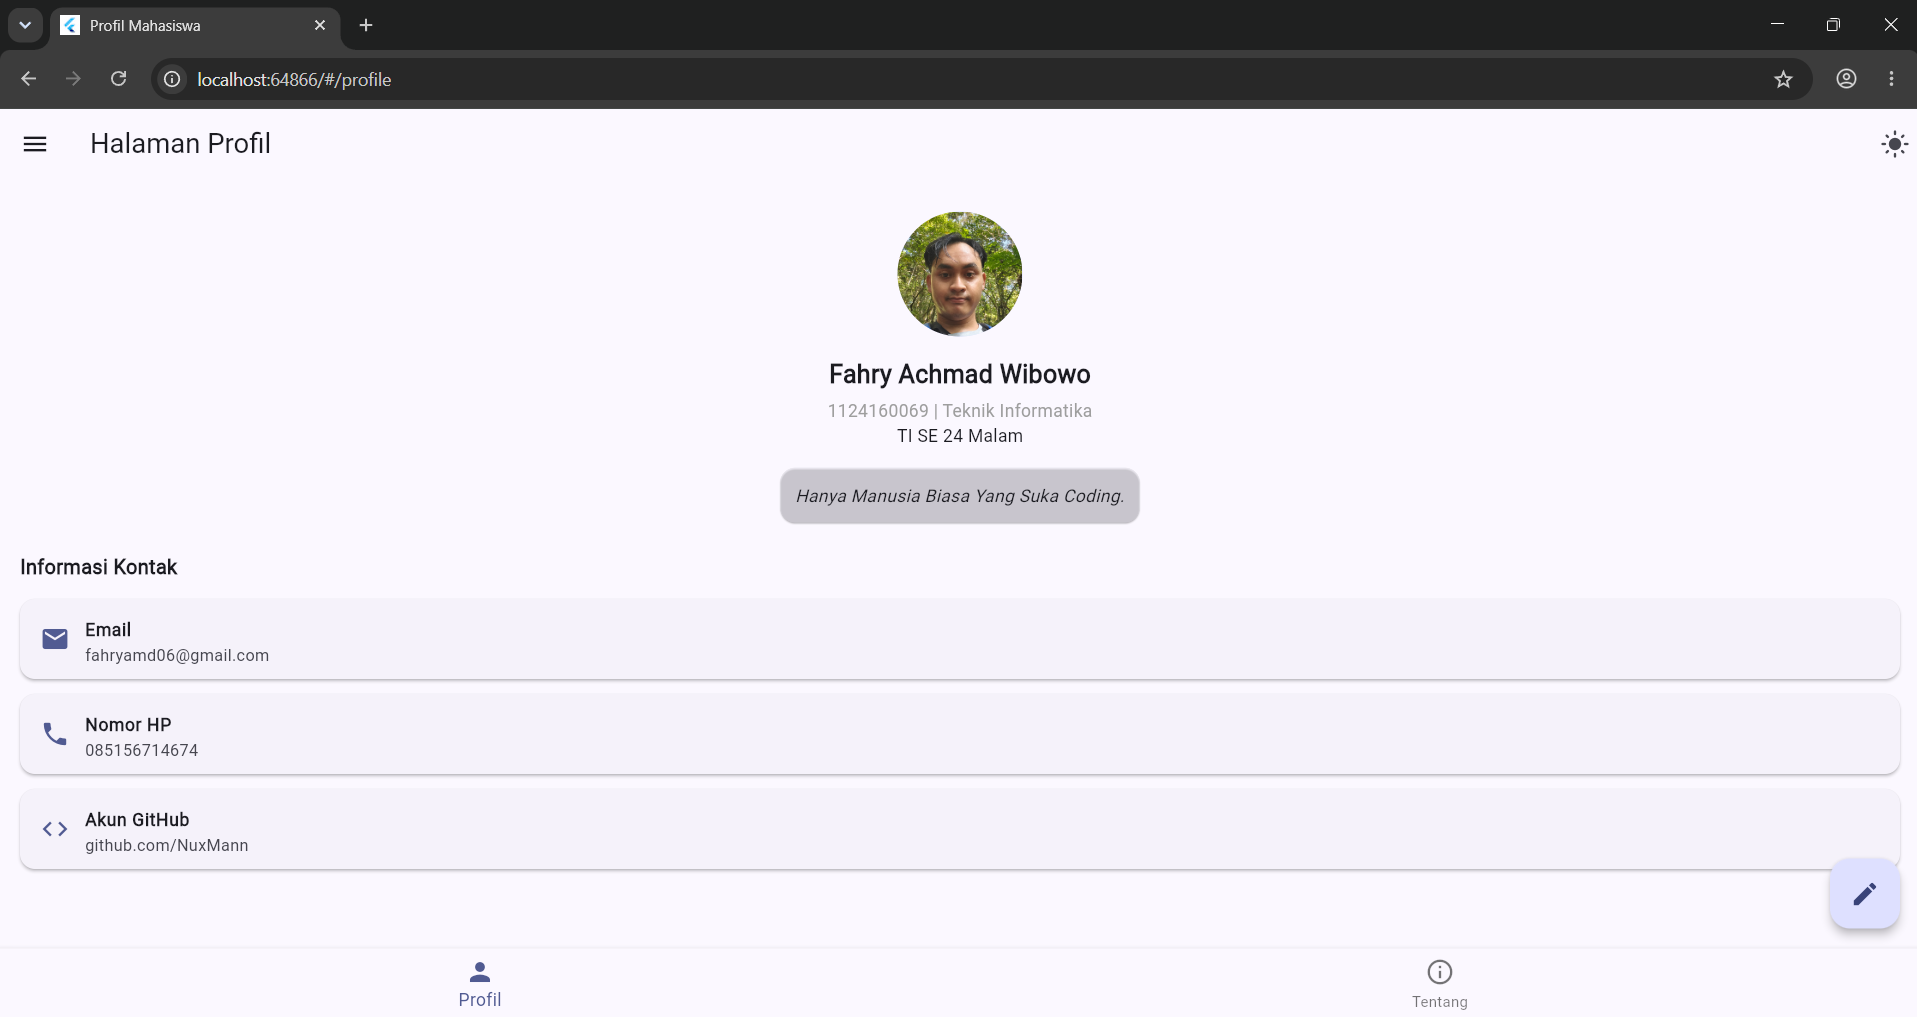 Profil Mahasiswa
localhost:64866/#/profile
Halaman Profil
Fahry Achmad Wibowo
1124160069 | Teknik Informatika
TI SE 24 Malam
Hanya Manusia Biasa Yang Suka Coding.
Informasi Kontak
Email
fahryamd06@gmail.com
Nomor HP
085156714674
Akun GitHub
github.com/NuxMann
Profil
Tentang